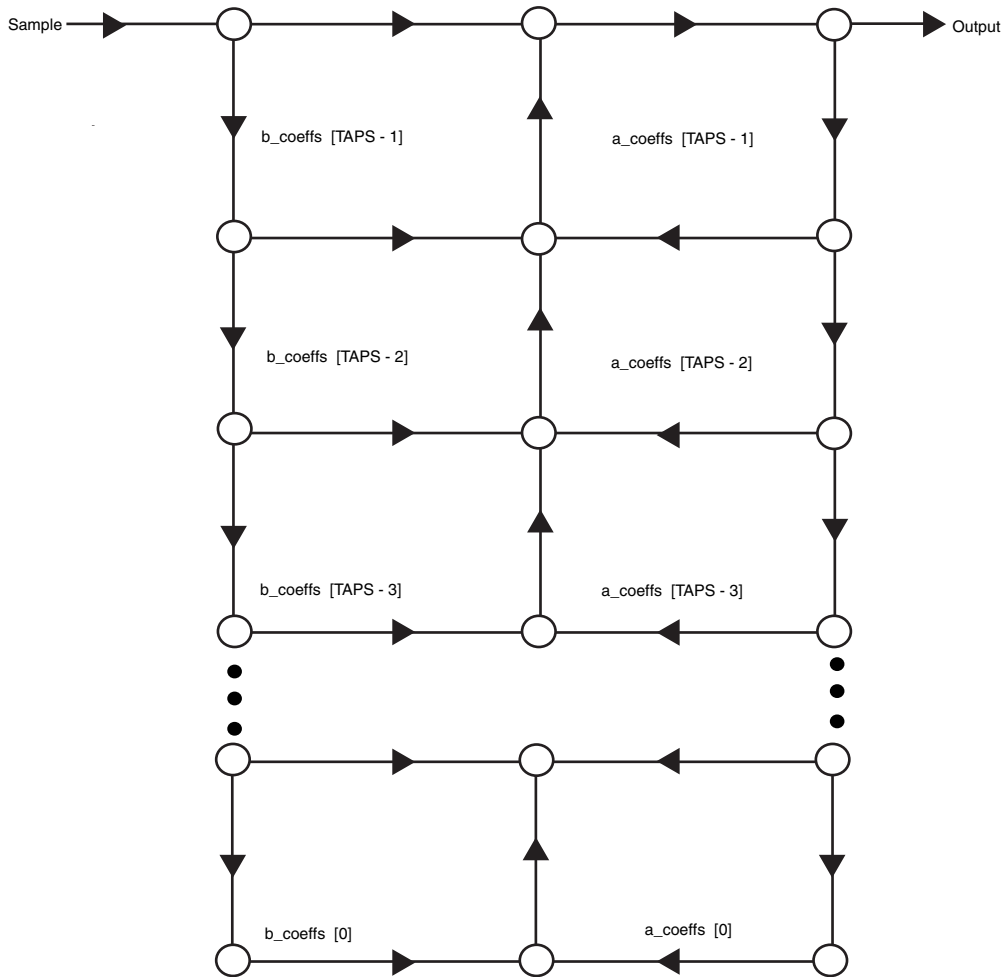 Sample
Output
b_coeffs [TAPS - 1]
a_coeffs [TAPS - 1]
b_coeffs [TAPS - 2]
a_coeffs [TAPS - 2]
b_coeffs [TAPS - 3]
a_coeffs [TAPS - 3]
b_coeffs [0]
a_coeffs [0]